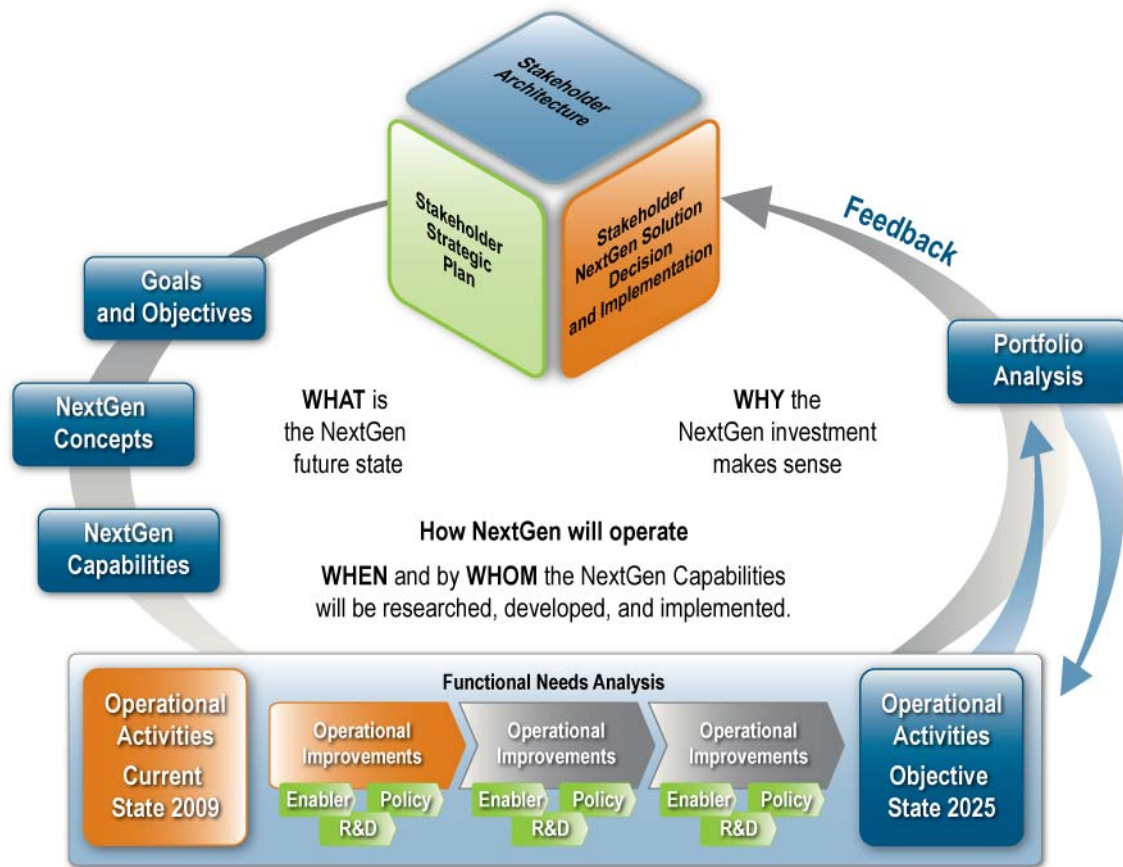 Stakeholder
Architecture
Stakeholder
Strategic
Plan
Stakeholder
NextGen Solution
Decision
and Implementation
Feedback
Goals
and Objectives
NextGen
Concepts
NextGen
Capabilities
WHAT is
the NextGen
future state
WHY the
NextGen investment
makes sense
Portfolio
Analysis
How NextGen will operate
WHEN and by WHOM the NextGen Capabilities
will be researched, developed, and implemented.
Functional Needs Analysis
Operational
Activities
Current
State 2009
Operational
Improvements
Enabler
Policy
R&D
Operational
Improvements
Enabler
Policy
R&D
Operational
Improvements
Enabler
Policy
R&D
Operational
Activities
Objective
State 2025